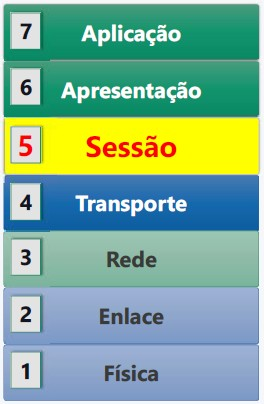 7 Aplicação
6 Apresentação
5 Sessão
4 Transporte
3 Rede
2 Enlace
1 Física